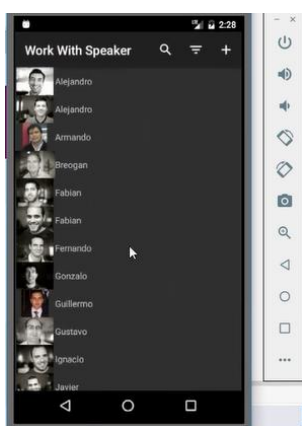 2:28
Work With Speaker
Alejandro
Alejandro
Armando
Breogan
Fabian
Fabian
Fernando
Gonzalo
Guillermo
Gustavo
Ignacio
Javier